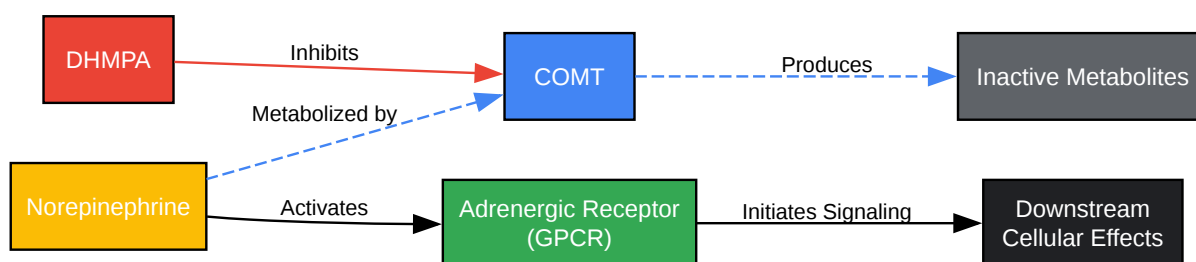 DHMPA
Inhibits
COMT
Produces
Inactive Metabolites
Metabolized by
Norepinephrine
Activates
Adrenergic Receptor
(GPCR)
Initiates Signaling
Downstream
Cellular Effects